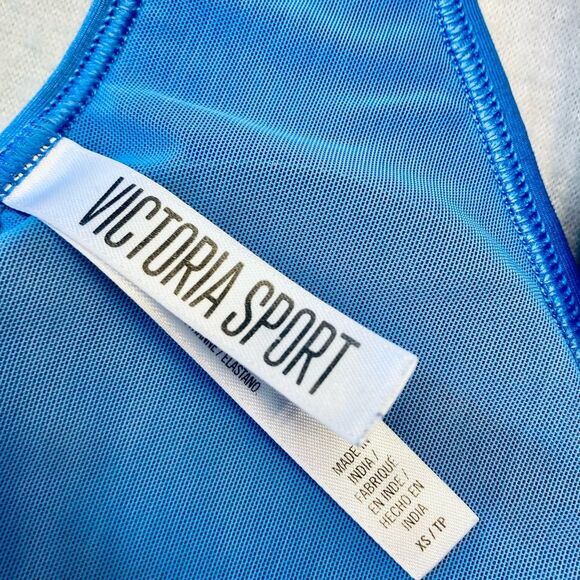 VICTORIA SPORT
/ ELASTANO.
MADE IN
INDIA /
FABRIQUÉ
EN INDE /
HECHO EN
INDIA
XS / TP